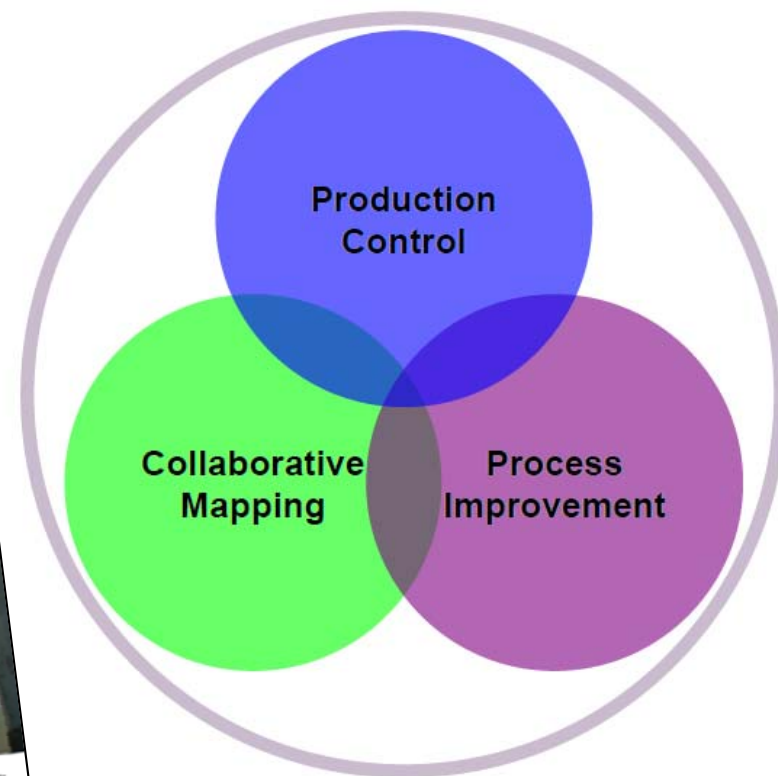 Production
Control
Collaborative
Mapping
Process
Improvement